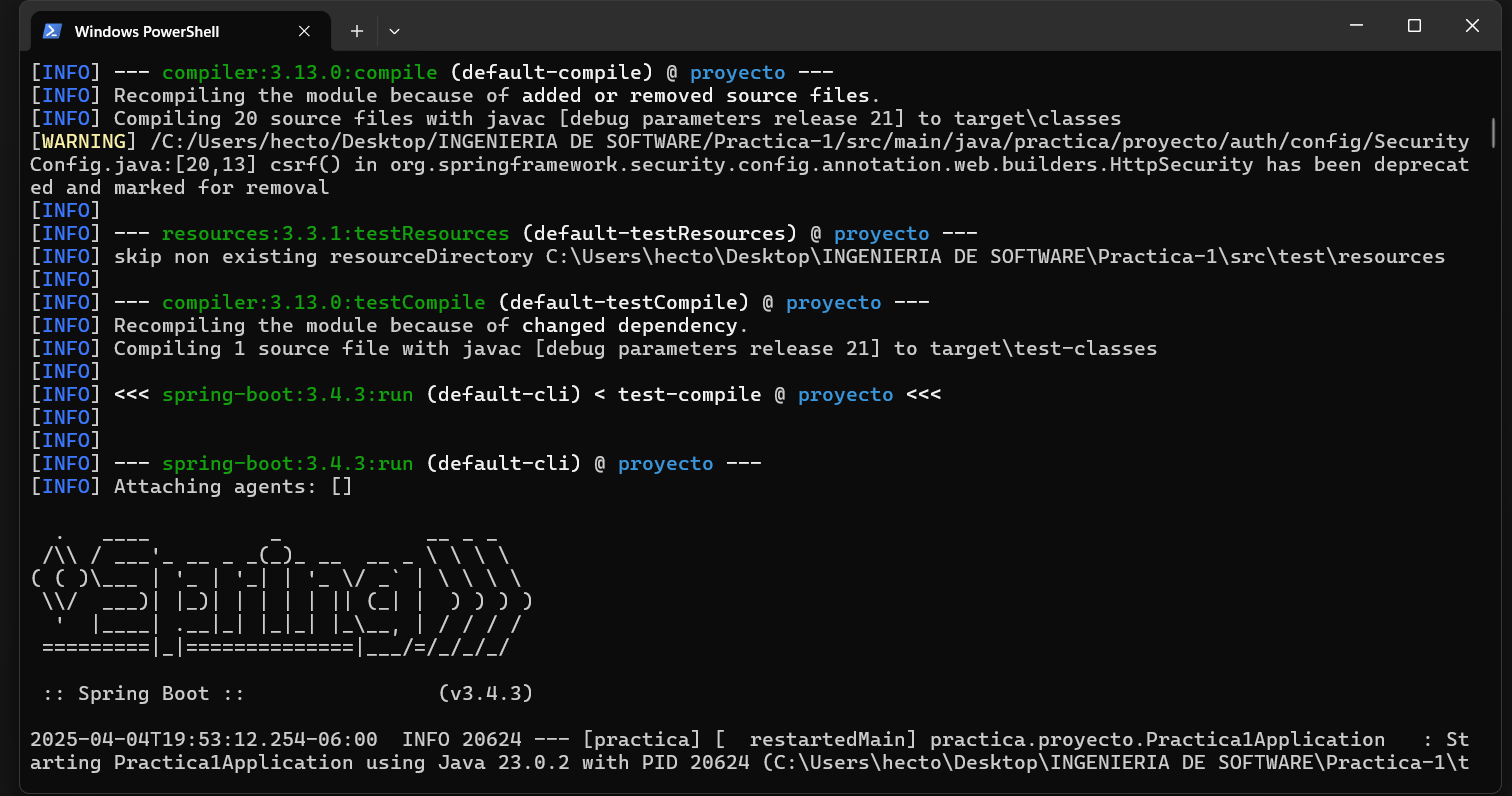 Windows PowerShell
[INFO] --- compiler:3.13.0:compile (default-compile) @ proyecto ---
[INFO] Recompiling the module because of added or removed source files.
[INFO] Compiling 20 source files with javac [debug parameters release 21] to target\classes
[WARNING] /C:/Users/hecto/Desktop/INGENIERIA DE SOFTWARE/Practica-1/src/main/java/practica/proyecto/auth/config/Security
Config.java:[20,13] csrf() in org.springframework.security.config.annotation.web.builders.HttpSecurity has been deprecat
ed and marked for removal
[INFO]
[INFO] --- resources:3.3.1:testResources (default-testResources) @ proyecto ---
[INFO] skip non existing resourceDirectory C:\Users\hecto\Desktop\INGENIERIA DE SOFTWARE\Practica-1\src\test\resources
[INFO]
[INFO] --- compiler:3.13.0:testCompile (default-testCompile) @ proyecto ---
[INFO] Recompiling the module because of changed dependency.
[INFO] Compiling 1 source file with javac [debug parameters release 21] to target\test-classes
[INFO]
[INFO] <<< spring-boot:3.4.3:run (default-cli) < test-compile @ proyecto <<<
[INFO]
[INFO]
[INFO] --- spring-boot:3.4.3:run (default-cli) @ proyecto ---
[INFO] Attaching agents: []
  .   ____          _            __ _ _
 /\\ / ___'_ __ _ _(_)_ __  __ _ \ \ \ \
( ( )\___ | '_ | '_| | '_ \/ _` | \ \ \ \
 \\/  ___)| |_)| | | | | || (_| |  ) ) ) )
  '  |____| .__|_| |_|_| |_\__, | / / / /
 =========|_|==============|___/=/_/_/_/
 :: Spring Boot ::                (v3.4.3)
2025-04-04T19:53:12.254-06:00  INFO 20624 --- [practica] [  restartedMain] practica.proyecto.Practica1Application   : St
arting Practica1Application using Java 23.0.2 with PID 20624 (C:\Users\hecto\Desktop\INGENIERIA DE SOFTWARE\Practica-1\t